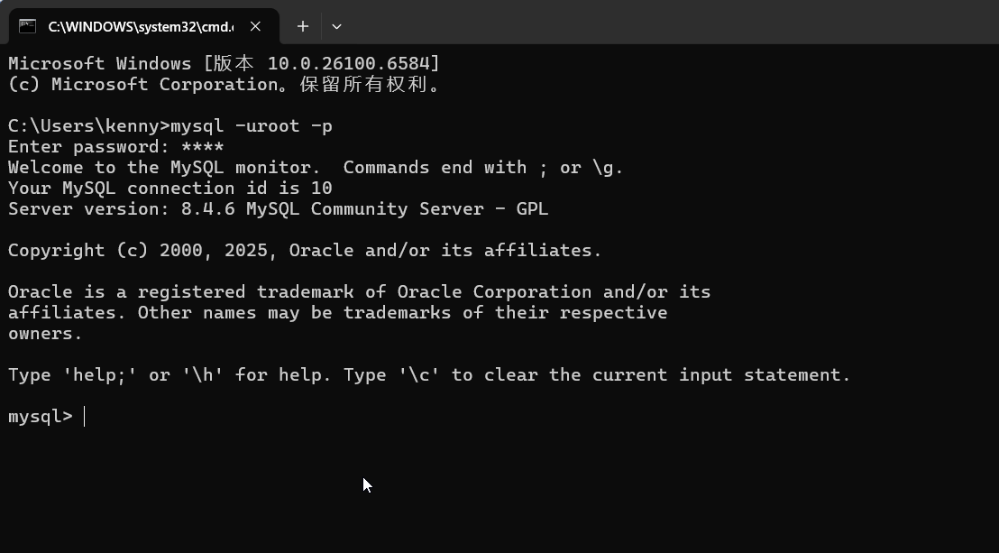 C:\WINDOWS\system32\cmd.
Microsoft Windows [版本 10.0.26100.6584]
(c) Microsoft Corporation。保留所有权利。
C:\Users\kenny>mysql -uroot -p
Enter password: ****
Welcome to the MySQL monitor.  Commands end with ; or \g.
Your MySQL connection id is 10
Server version: 8.4.6 MySQL Community Server - GPL
Copyright (c) 2000, 2025, Oracle and/or its affiliates.
Oracle is a registered trademark of Oracle Corporation and/or its
affiliates. Other names may be trademarks of their respective
owners.
Type 'help;' or '\h' for help. Type '\c' to clear the current input statement.
mysql>